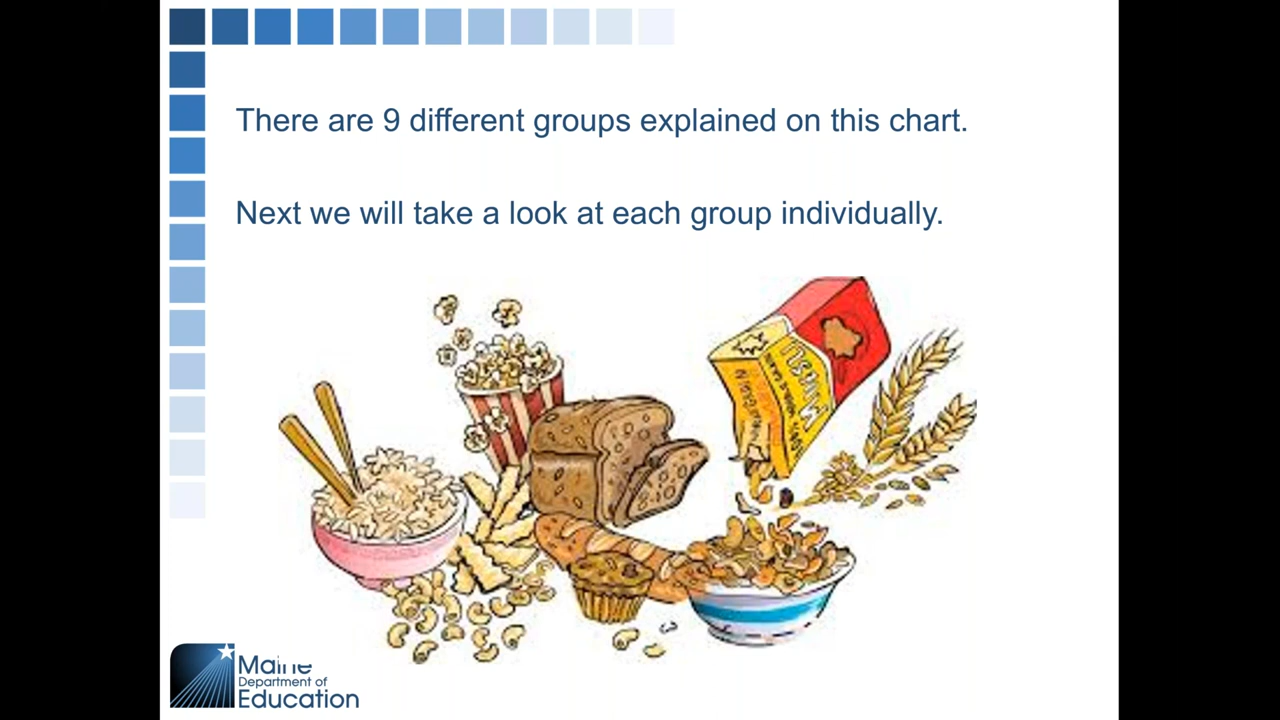 There are 9 different groups explained on this chart.
Next we will take a look at each group individually.
Maine
Department of
Education